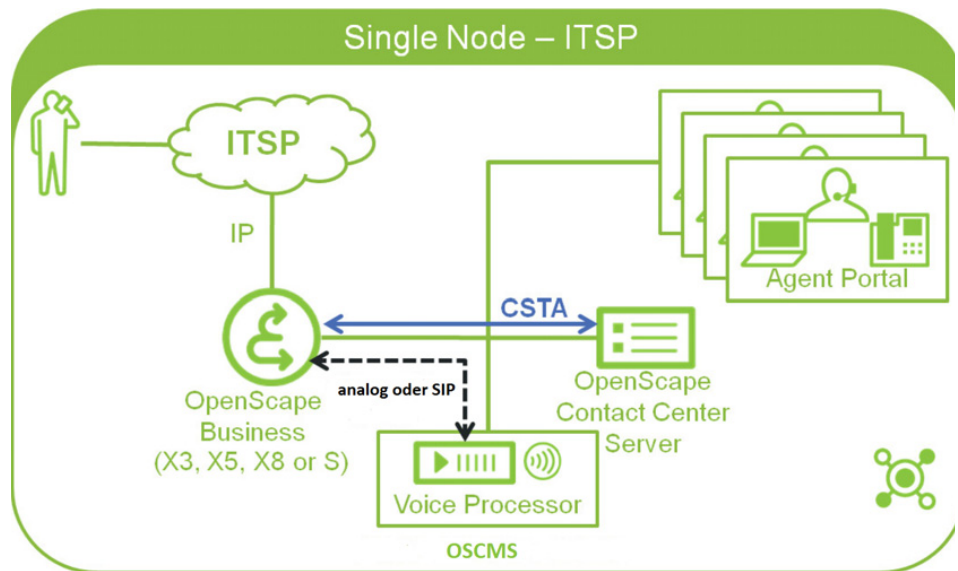 Single Node – ITSP
ITSP
IP
CSTA
analog oder SIP
OpenScape
Business
(X3, X5, X8 or S)
OpenScape
Contact Center
Server
Agent Portal
Voice Processor
OSCMS